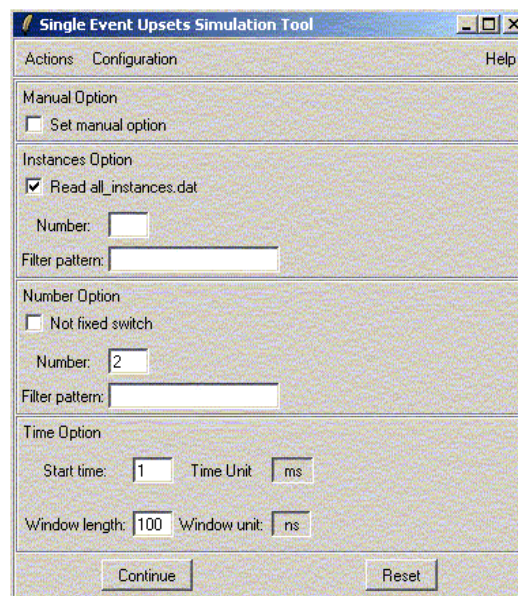 Single Event Upsets Simulation Tool
Actions Configuration Help
Manual Option
Set manual option
Instances Option
Read all_instances.dat
Number:
Filter pattern:
Number Option
Not fixed switch
Number: 2
Filter pattern:
Time Option
Start time: 1 Time Unit ms
Window length: 100 Window unit: ns
Continue Reset